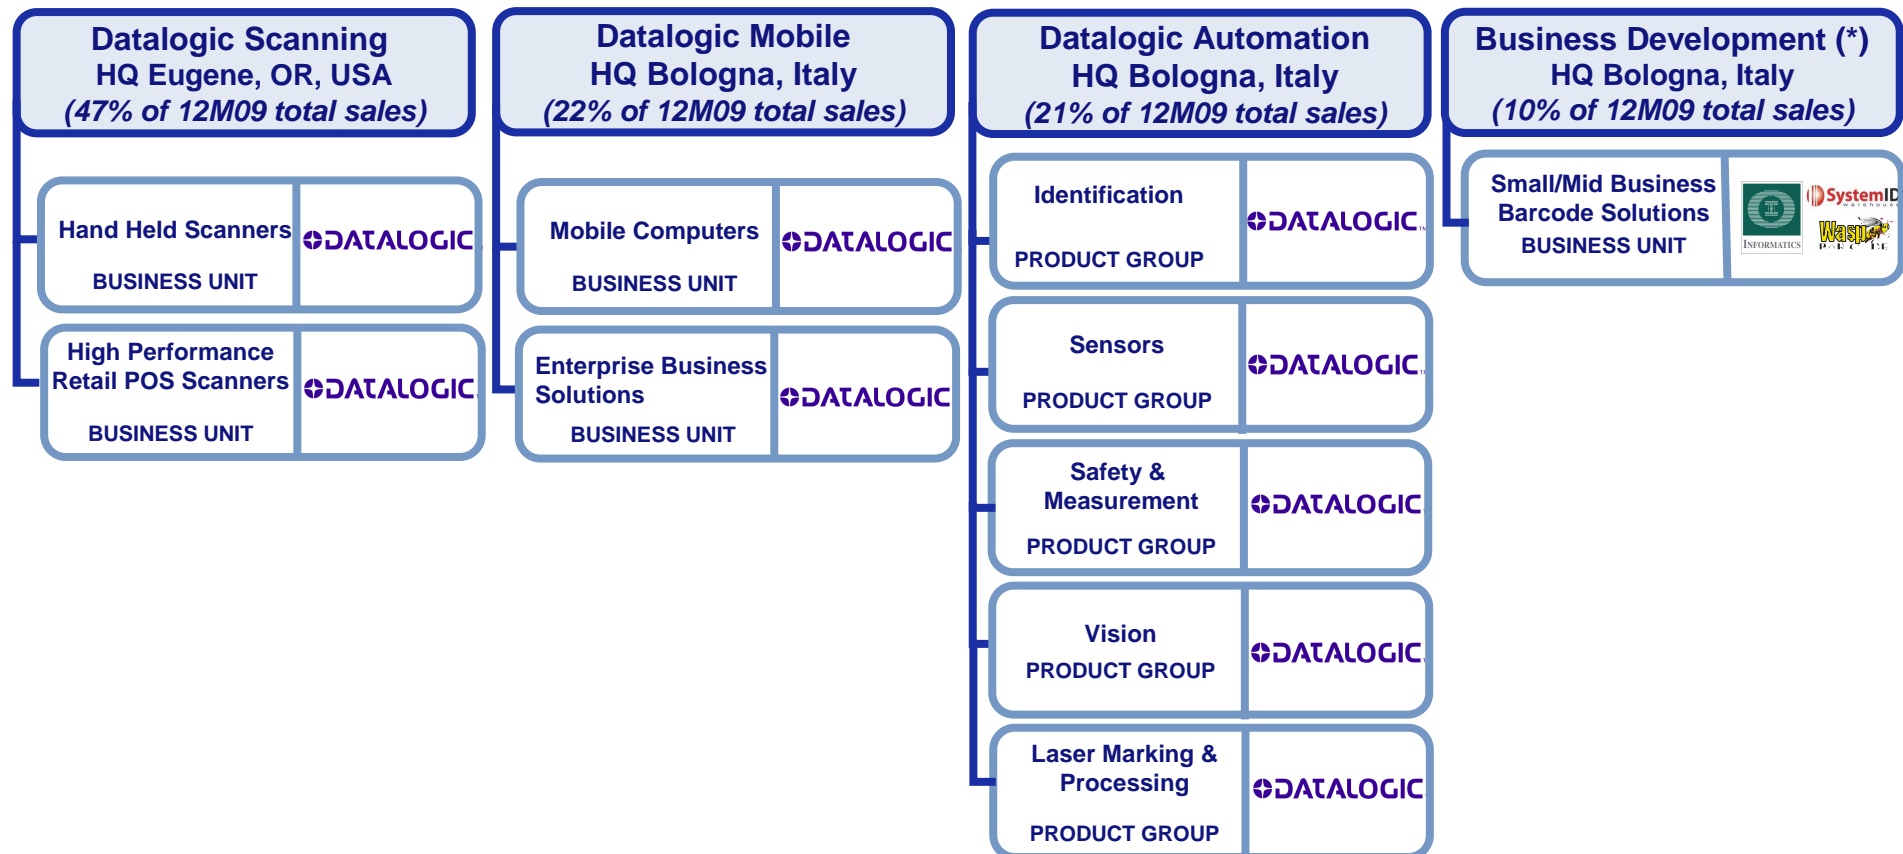 Datalogic Scanning
HQ Eugene, OR, USA
(47% of 12M09 total sales)
Hand Held Scanners
BUSINESS UNIT
DATALOGIC
High Performance
Retail POS Scanners
BUSINESS UNIT
DATALOGIC
Datalogic Mobile
HQ Bologna, Italy
(22% of 12M09 total sales)
Mobile Computers
BUSINESS UNIT
DATALOGIC
Enterprise Business
Solutions
BUSINESS UNIT
DATALOGIC
Datalogic Automation
HQ Bologna, Italy
(21% of 12M09 total sales)
Identification
PRODUCT GROUP
DATALOGIC™
Sensors
PRODUCT GROUP
DATALOGIC
Safety &
Measurement
PRODUCT GROUP
DATALOGIC
Vision
PRODUCT GROUP
DATALOGIC
Laser Marking &
Processing
PRODUCT GROUP
DATALOGIC
Business Development (*)
HQ Bologna, Italy
(10% of 12M09 total sales)
Small/Mid Business
Barcode Solutions
BUSINESS UNIT
INFORMATICS
SystemID
warehouse
Wasp
BARCODE